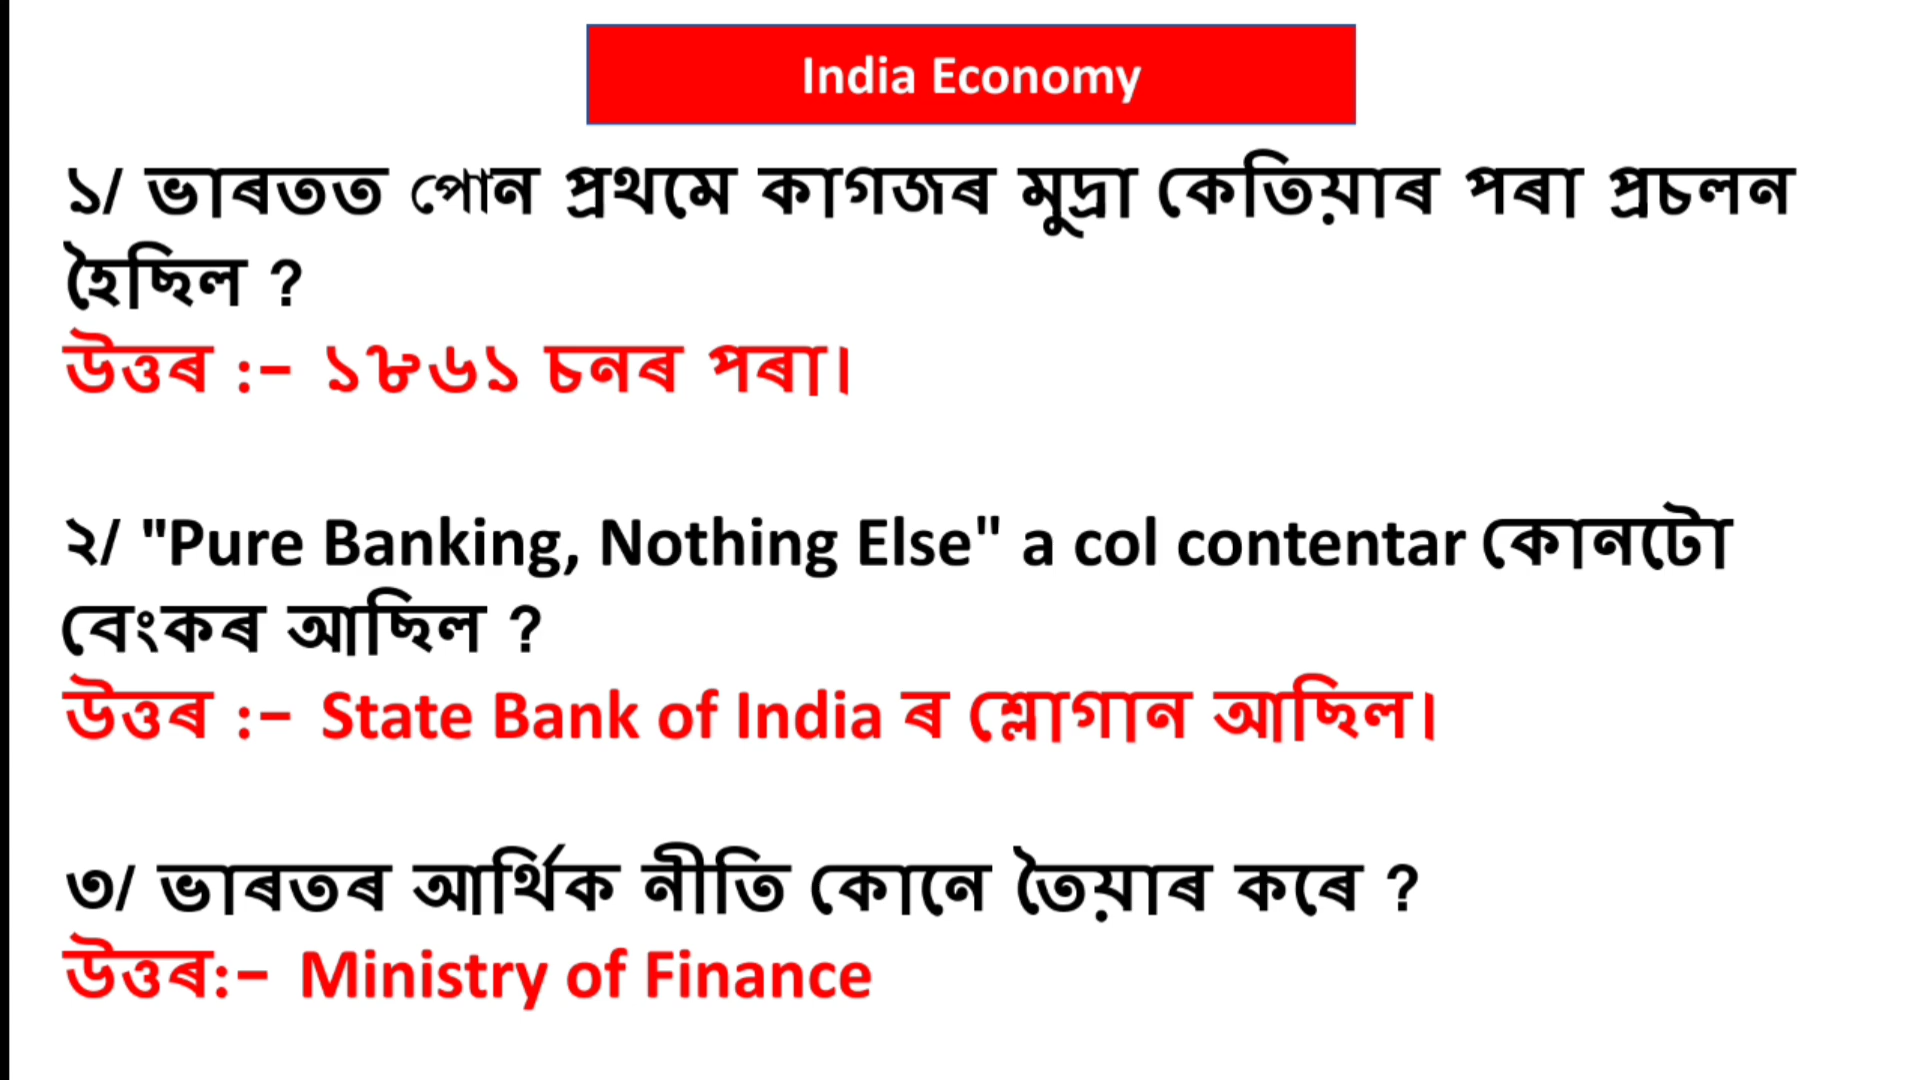 India Economy
১/ ভাৰতত পোন প্ৰথমে কাগজৰ মুদ্ৰা কেতিয়াৰ পৰা প্ৰচলন
হৈছিল ?
উত্তৰ :– ১৮৬১ চনৰ পৰা।
২/ "Pure Banking, Nothing Else" a col contentar কোনটো
বেংকৰ আছিল ?
উত্তৰ :– State Bank of India ৰ শ্লোগান আছিল।
৩/ ভাৰতৰ আৰ্থিক নীতি কোনে তৈয়াৰ কৰে ?
উত্তৰ:– Ministry of Finance